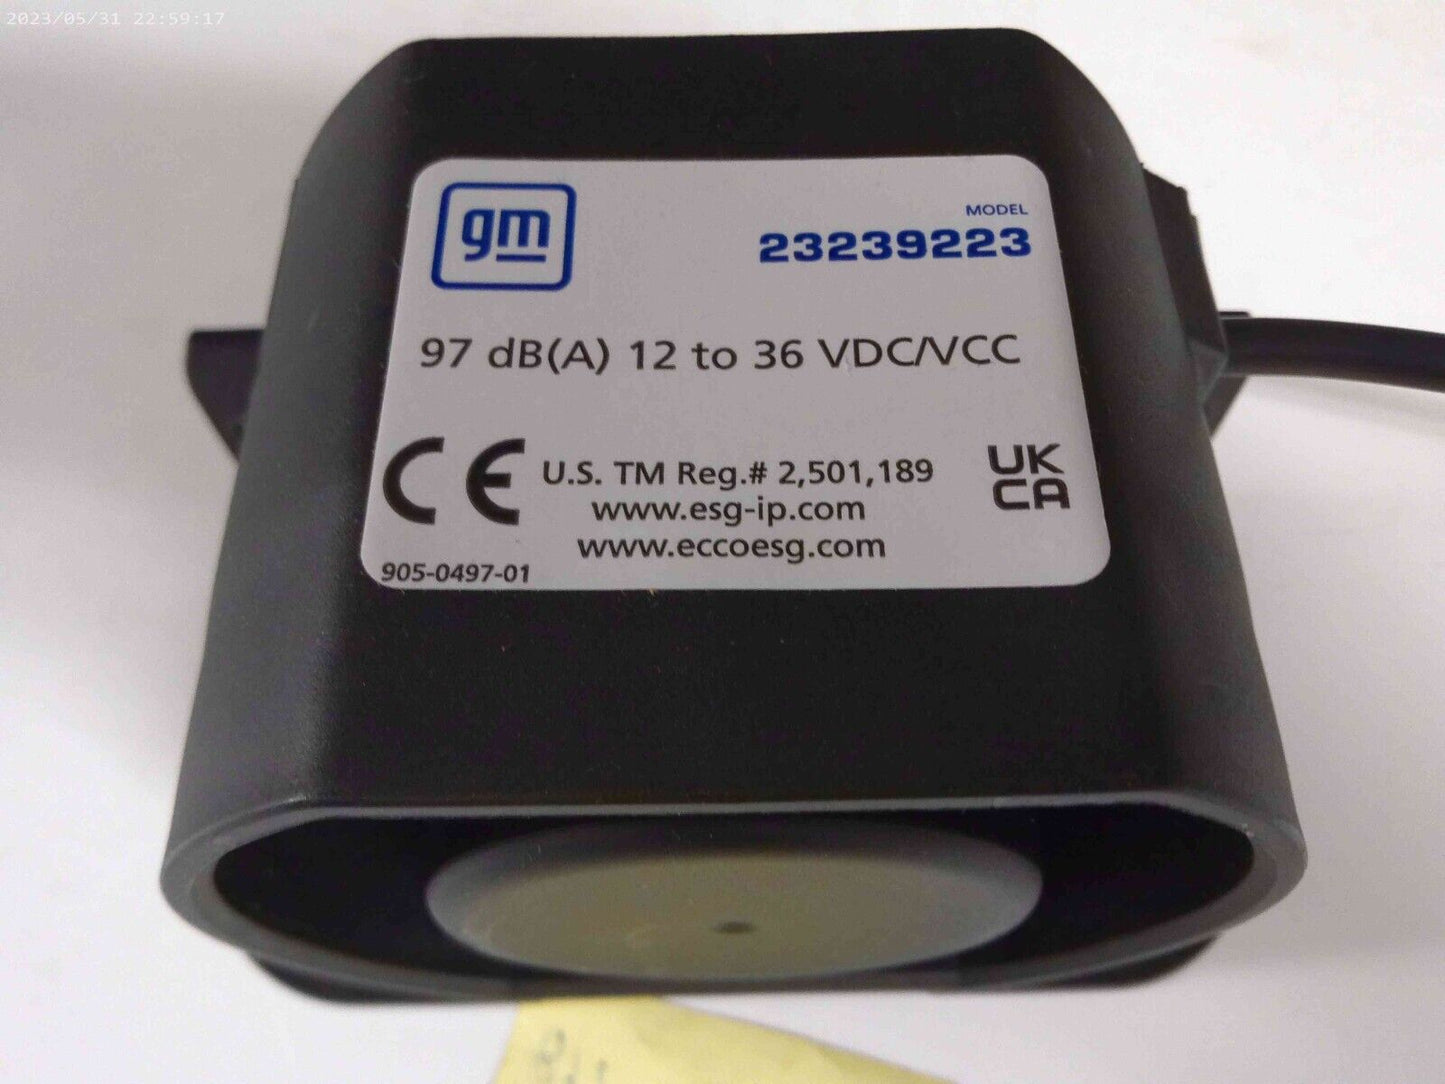 2023/05/31 22:59:17
gm
MODEL
23239223
97 dB(A) 12 to 36 VDC/VCC
CE
U.S. TM Reg.# 2,501,189
www.esg-ip.com
www.eccoesg.com
UK
CA
905-0497-01